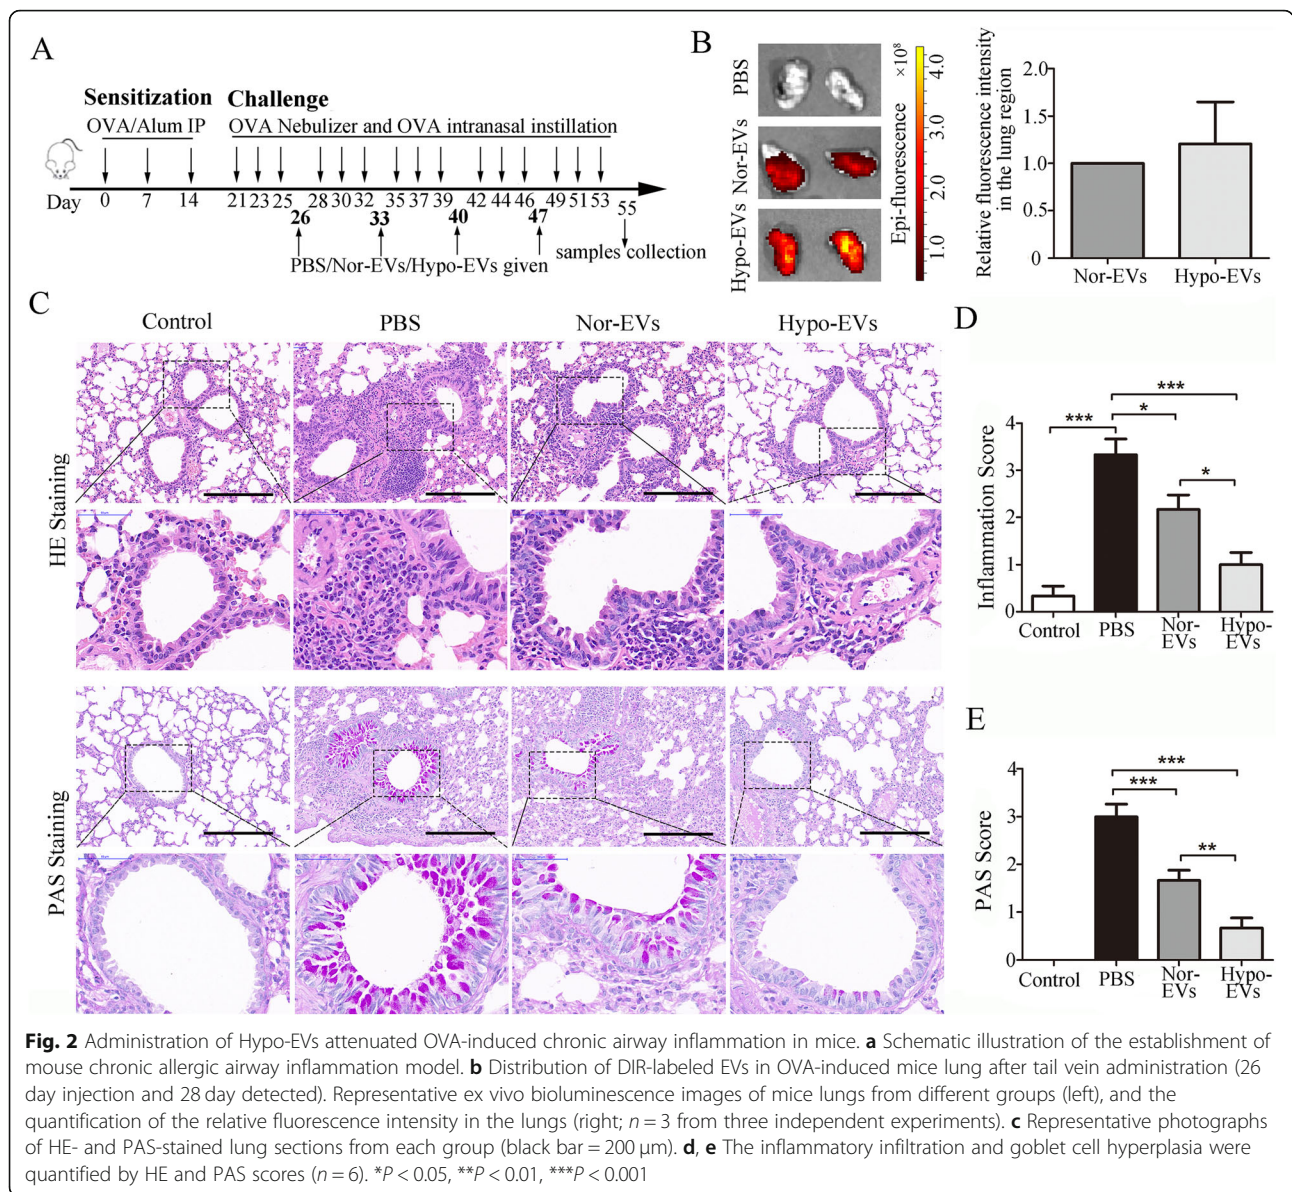 A
Sensitization Challenge
OVA/Alum IP OVA Nebulizer and OVA intranasal instillation
Day 0 7 14 21 23 25 28 30 32 35 37 39 42 44 46 49 51 53 55
26 33 40 47
PBS/Nor-EVs/Hypo-EVs given
samples collection
B
PBS
Nor-EVs
Hypo-EVs
×10⁸
4.0
3.0
2.0
1.0
Epi-fluorescence
Relative fluorescence intensity
in the lung region
2.0
1.5
1.0
0.5
0
Nor-EVs Hypo-EVs
C
Control PBS Nor-EVs Hypo-EVs
HE Staining
PAS Staining
D
Inflammation Score
4
3
2
1
0
*** * *** *
Control PBS Nor-EVs Hypo-EVs
E
PAS Score
4
3
2
1
0
*** *** **
Control PBS Nor-EVs Hypo-EVs
Fig. 2 Administration of Hypo-EVs attenuated OVA-induced chronic airway inflammation in mice. a Schematic illustration of the establishment of
mouse chronic allergic airway inflammation model. b Distribution of DIR-labeled EVs in OVA-induced mice lung after tail vein administration (26
day injection and 28 day detected). Representative ex vivo bioluminescence images of mice lungs from different groups (left), and the
quantification of the relative fluorescence intensity in the lungs (right; n = 3 from three independent experiments). c Representative photographs
of HE- and PAS-stained lung sections from each group (black bar = 200 μm). d, e The inflammatory infiltration and goblet cell hyperplasia were
quantified by HE and PAS scores (n = 6). *P < 0.05, **P < 0.01, ***P < 0.001